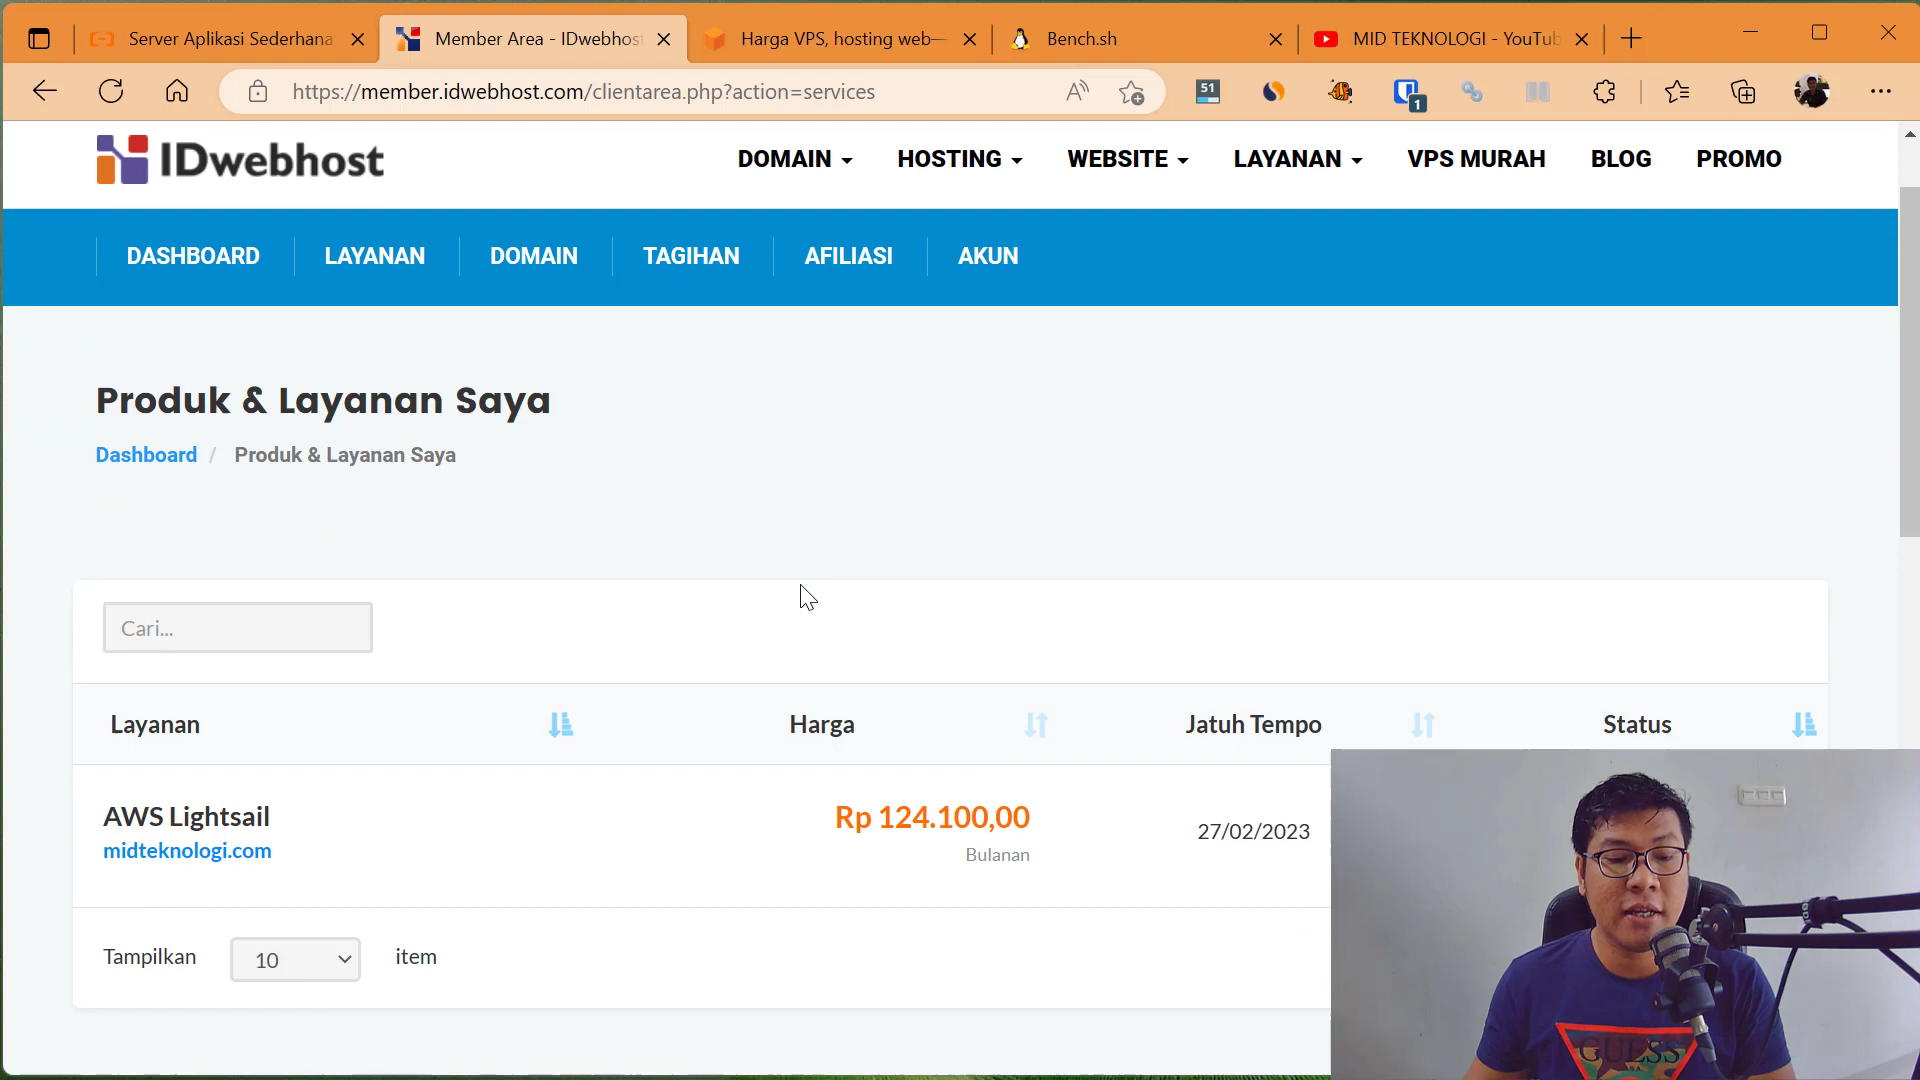 Server Aplikasi Sederhana
Member Area - IDwebhost
Harga VPS, hosting web—
Bench.sh
MID TEKNOLOGI - YouTub
https://member.idwebhost.com/clientarea.php?action=services
51
1
IDwebhost
DOMAIN
HOSTING
WEBSITE
LAYANAN
VPS MURAH
BLOG
PROMO
DASHBOARD
LAYANAN
DOMAIN
TAGIHAN
AFILIASI
AKUN
Produk & Layanan Saya
Dashboard / Produk & Layanan Saya
Cari...
Layanan
Harga
Jatuh Tempo
Status
AWS Lightsail
midteknologi.com
Rp 124.100,00
Bulanan
27/02/2023
Tampilkan 10 item
GUESS